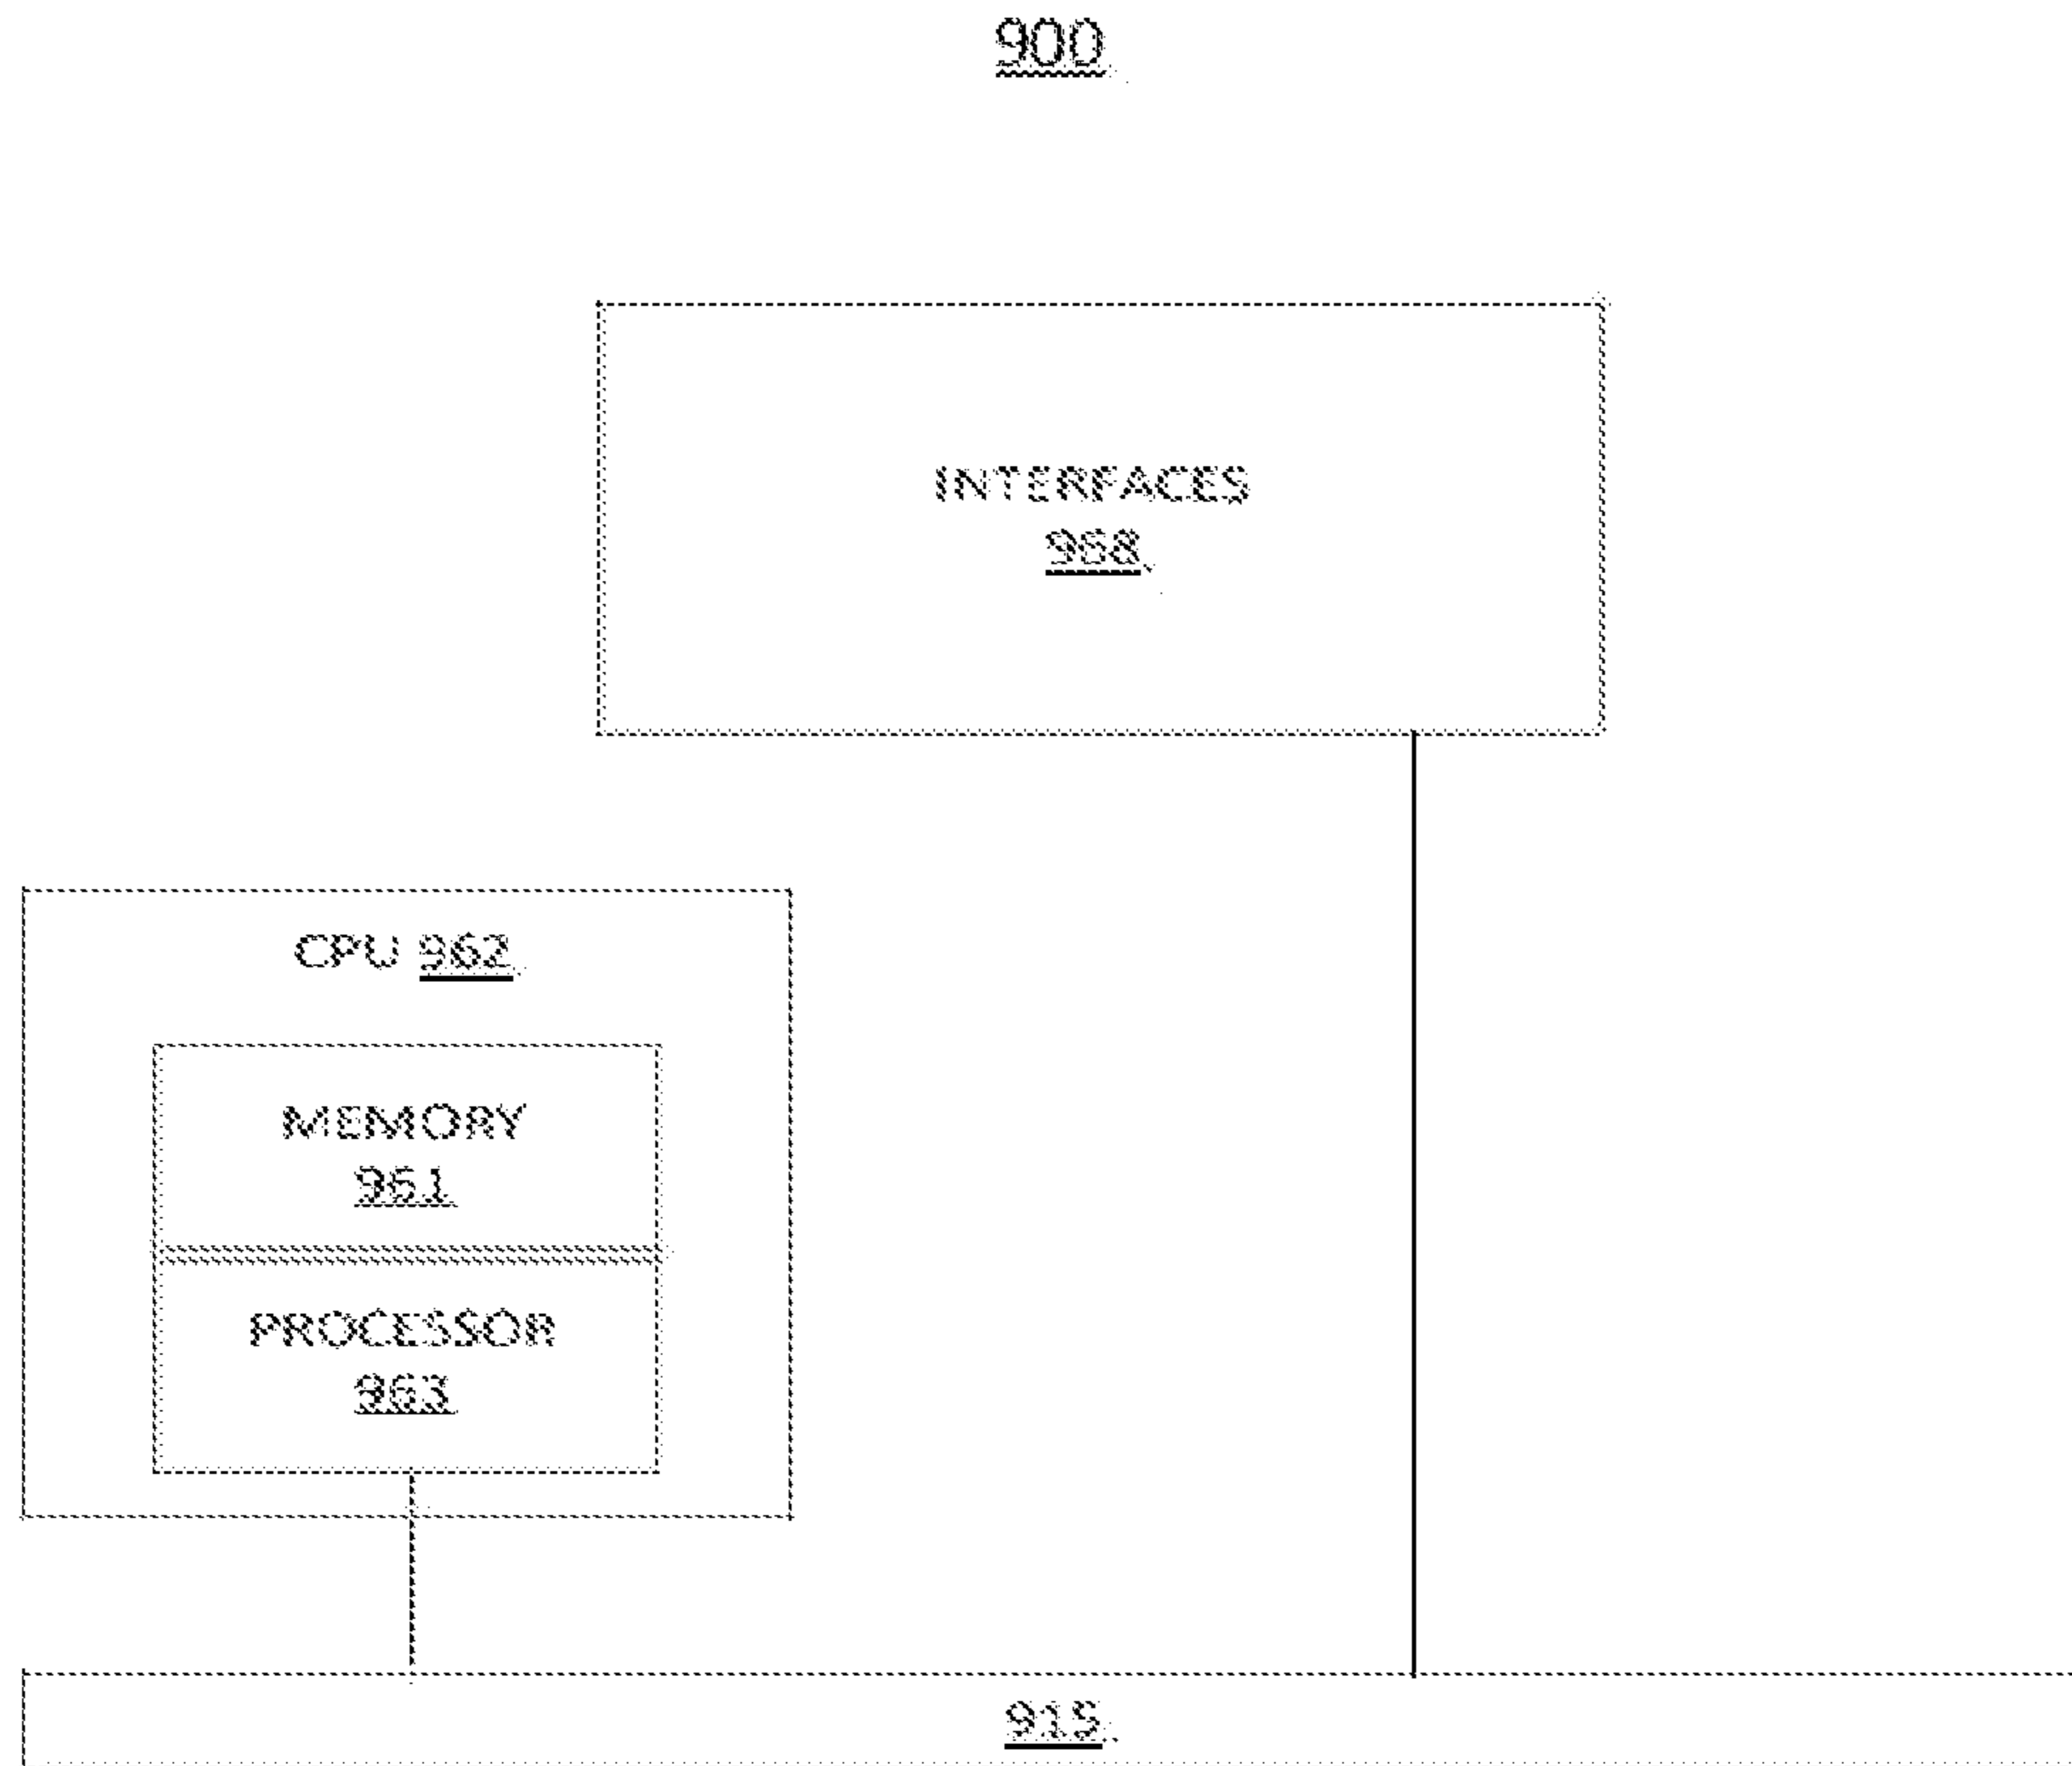 900
INTERFACES
968
CPU 962
MEMORY
961
PROCESSOR
963
915